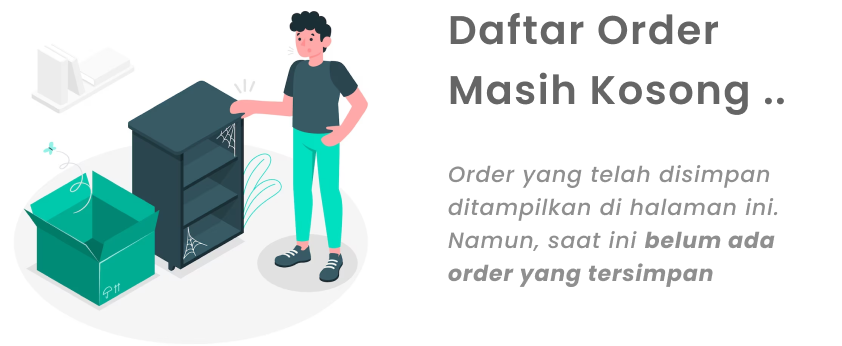 Daftar Order
Masih Kosong ..
Order yang telah disimpan
ditampilkan di halaman ini.
Namun, saat ini belum ada
order yang tersimpan